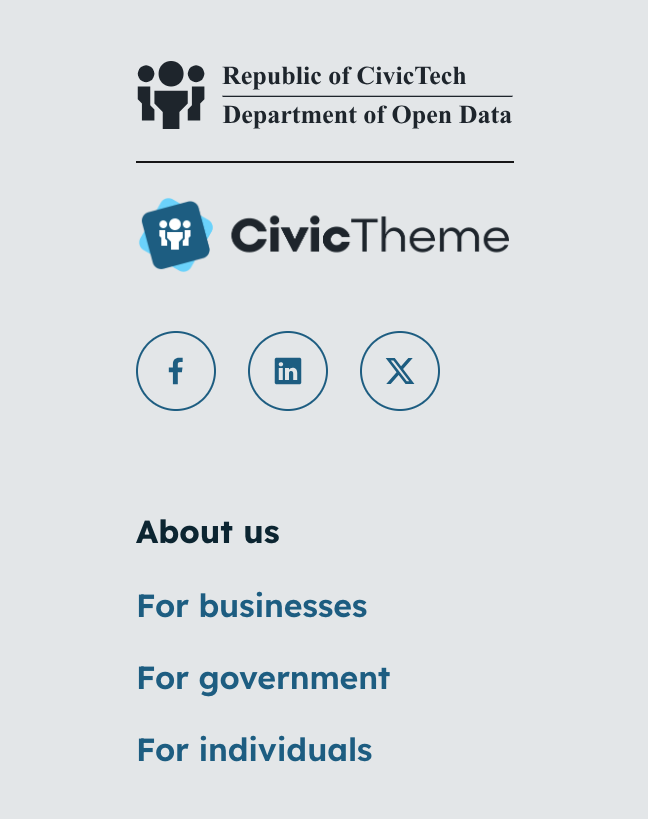 Republic of CivicTech
Department of Open Data
CivicTheme
About us
For businesses
For government
For individuals